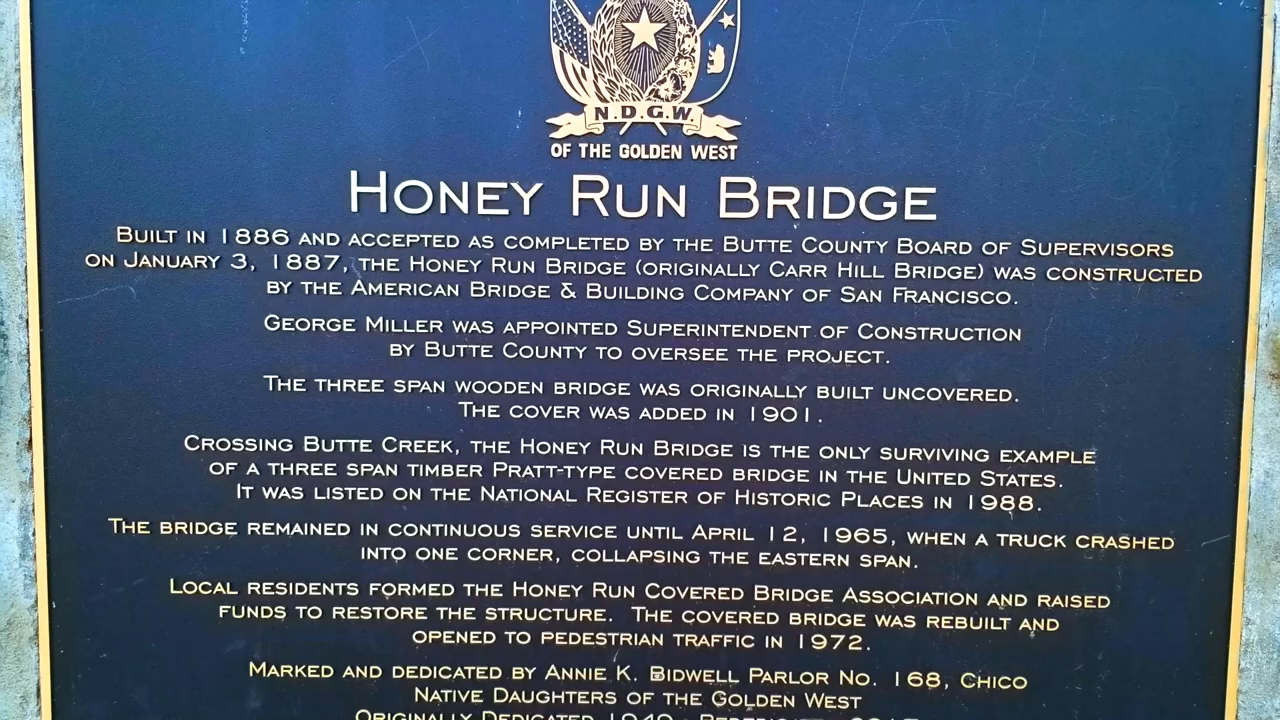 N.D.G.W.
OF THE GOLDEN WEST
HONEY RUN BRIDGE
BUILT IN 1886 AND ACCEPTED AS COMPLETED BY THE BUTTE COUNTY BOARD OF SUPERVISORS
ON JANUARY 3, 1887, THE HONEY RUN BRIDGE (ORIGINALLY CARR HILL BRIDGE) WAS CONSTRUCTED
BY THE AMERICAN BRIDGE & BUILDING COMPANY OF SAN FRANCISCO.
GEORGE MILLER WAS APPOINTED SUPERINTENDENT OF CONSTRUCTION
BY BUTTE COUNTY TO OVERSEE THE PROJECT.
THE THREE SPAN WOODEN BRIDGE WAS ORIGINALLY BUILT UNCOVERED.
THE COVER WAS ADDED IN 1901.
CROSSING BUTTE CREEK, THE HONEY RUN BRIDGE IS THE ONLY SURVIVING EXAMPLE
OF A THREE SPAN TIMBER PRATT-TYPE COVERED BRIDGE IN THE UNITED STATES.
IT WAS LISTED ON THE NATIONAL REGISTER OF HISTORIC PLACES IN 1988.
THE BRIDGE REMAINED IN CONTINUOUS SERVICE UNTIL APRIL 12, 1965, WHEN A TRUCK CRASHED
INTO ONE CORNER, COLLAPSING THE EASTERN SPAN.
LOCAL RESIDENTS FORMED THE HONEY RUN COVERED BRIDGE ASSOCIATION AND RAISED
FUNDS TO RESTORE THE STRUCTURE. THE COVERED BRIDGE WAS REBUILT AND
OPENED TO PEDESTRIAN TRAFFIC IN 1972.
MARKED AND DEDICATED BY ANNIE K. BIDWELL PARLOR NO. 168, CHICO
NATIVE DAUGHTERS OF THE GOLDEN WEST
ORIGINALLY DEDICATED